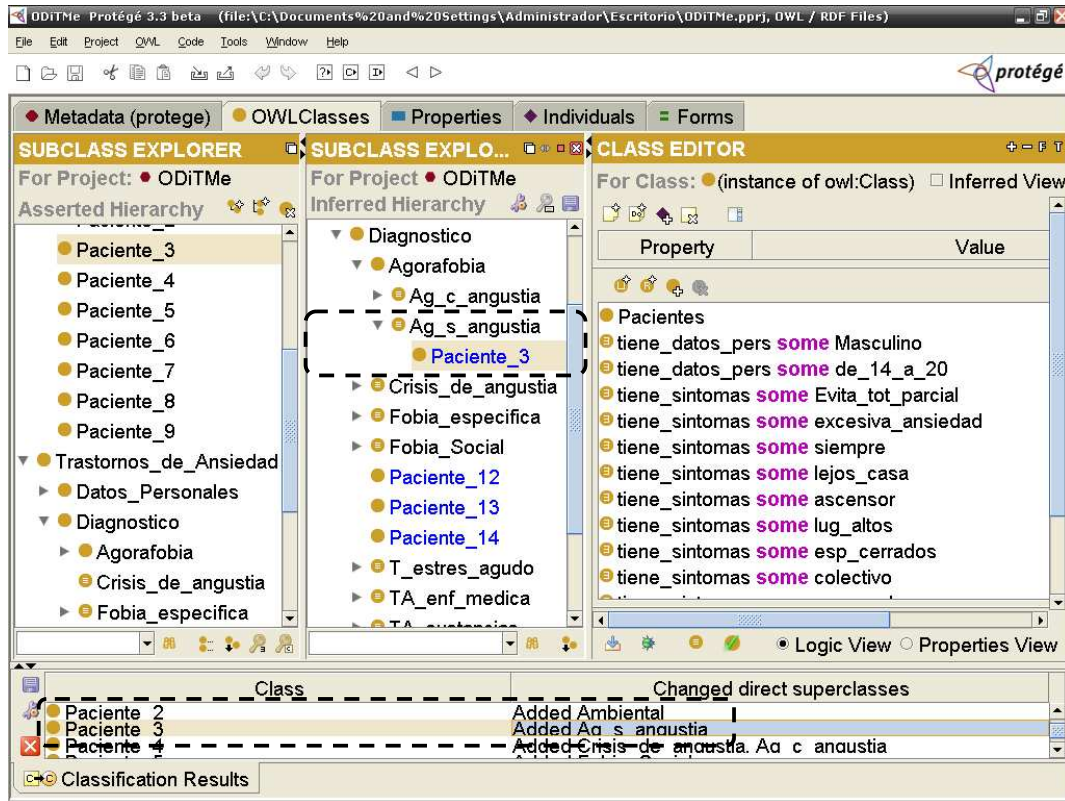 ODiTMe Protégé 3.3 beta (file:\C:\Documents%20and%20Settings\Administrador\Escritorio\ODiTMe.pprj, OWL / RDF Files)
File Edit Project OWL Code Tools Window Help
protégé
Metadata (protege) OWLClasses Properties Individuals Forms
SUBCLASS EXPLORER
For Project: ODiTMe
Asserted Hierarchy
Paciente_3
Paciente_4
Paciente_5
Paciente_6
Paciente_7
Paciente_8
Paciente_9
Trastornos_de_Ansiedad
Datos_Personales
Diagnostico
Agorafobia
Crisis_de_angustia
Fobia_especifica
SUBCLASS EXPLO...
For Project ODiTMe
Inferred Hierarchy
Diagnostico
Agorafobia
Ag_c_angustia
Ag_s_angustia
Paciente_3
Crisis_de_angustia
Fobia_especifica
Fobia_Social
Paciente_12
Paciente_13
Paciente_14
T_estres_agudo
TA_enf_medica
CLASS EDITOR
For Class: (instance of owl:Class) Inferred View
Property Value
Pacientes
tiene_datos_pers some Masculino
tiene_datos_pers some de_14_a_20
tiene_sintomas some Evita_tot_parcial
tiene_sintomas some excesiva_ansiedad
tiene_sintomas some siempre
tiene_sintomas some lejos_casa
tiene_sintomas some ascensor
tiene_sintomas some lug_altos
tiene_sintomas some esp_cerrados
tiene_sintomas some colectivo
Logic View Properties View
Class Changed direct superclasses
Paciente_2 Added Ambiental
Paciente_3 Added Ag_s_angustia
Paciente_4 Added Crisis_de_angustia, Ag_c_angustia
Classification Results